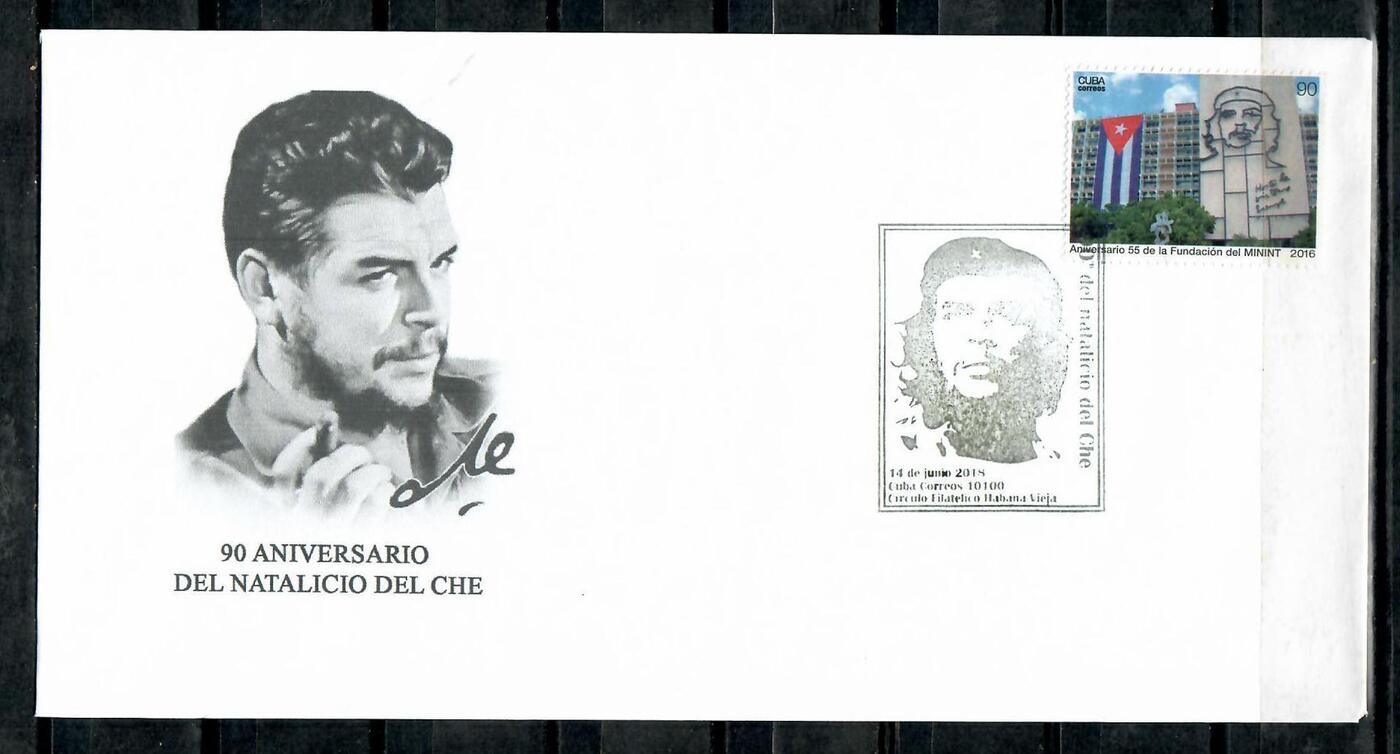 CUBA
correos
90
Aniversario 55 de la Fundación del MININT 2016
del natalicio del Che
14 de junio 2018
Cuba Correos 10100
Circulo Filatelico Habana Vieja
Che
90 ANIVERSARIO
DEL NATALICIO DEL CHE